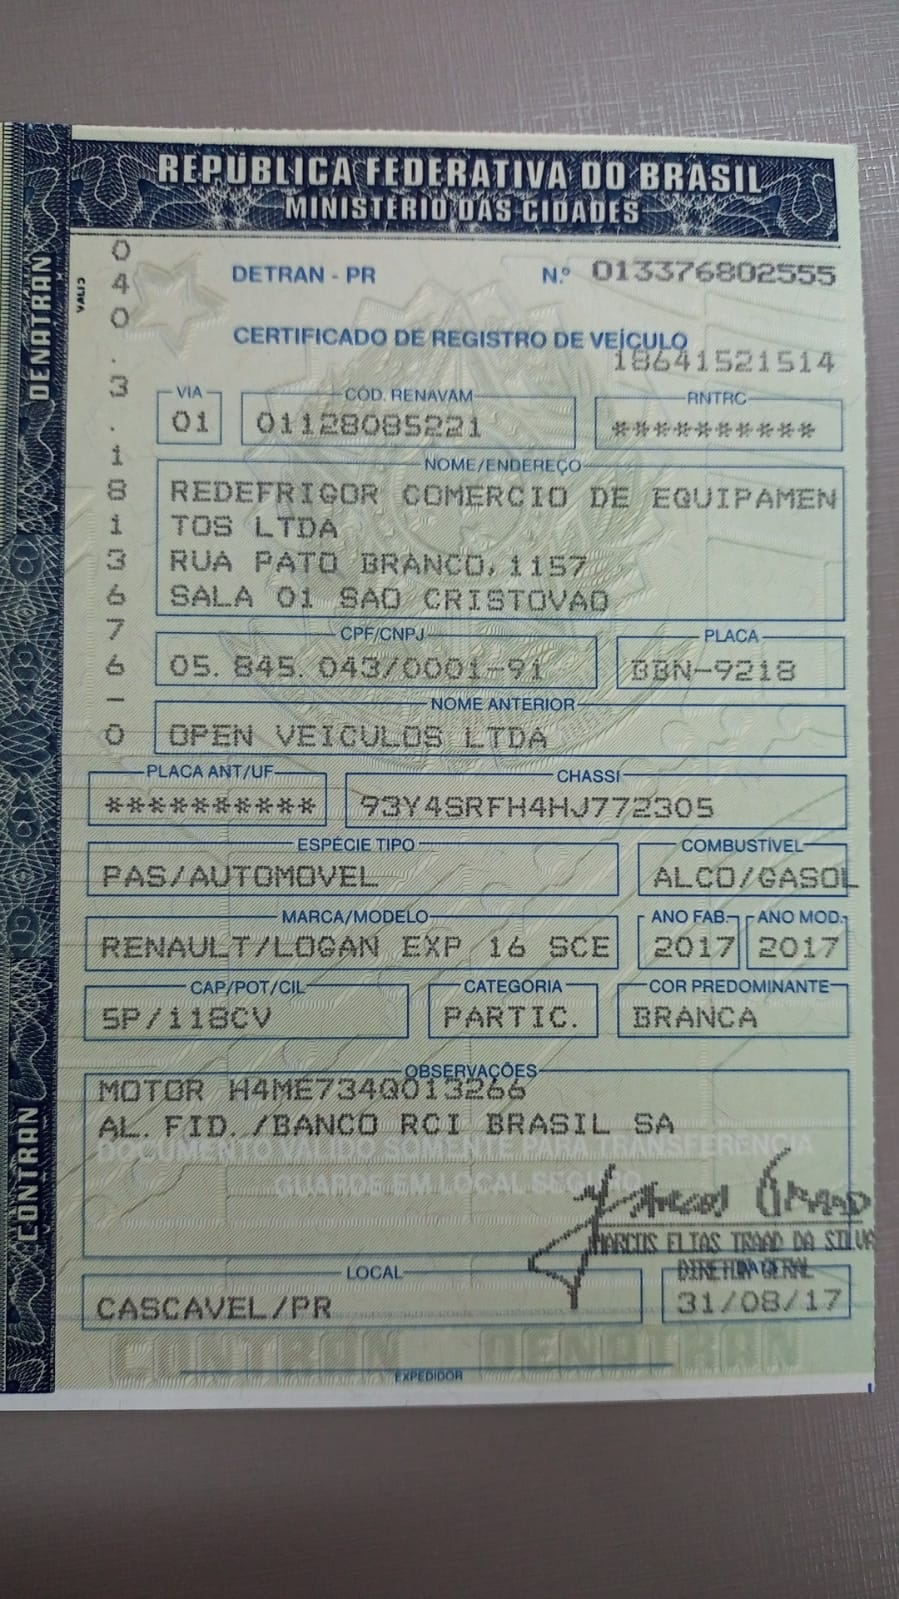 REPÚBLICA FEDERATIVA DO BRASIL
MINISTÉRIO DAS CIDADES
DETRAN - PR Nº 013376802555
CERTIFICADO DE REGISTRO DE VEÍCULO
18641521514
VIA
01
CÓD. RENAVAM
01128085221
RNTRC
**********
NOME/ENDEREÇO
REDEFRIGOR COMERCIO DE EQUIPAMEN
TOS LTDA
RUA PATO BRANCO, 1157
SALA 01 SAO CRISTOVAO
CPF/CNPJ
05.845.043/0001-91
PLACA
BBN-9218
NOME ANTERIOR
OPEN VEICULOS LTDA
PLACA ANT/UF
**********
CHASSI
93Y4SRFH4HJ772305
ESPÉCIE TIPO
PAS/AUTOMOVEL
COMBUSTÍVEL
ALCO/GASOL
MARCA/MODELO
RENAULT/LOGAN EXP 16 SCE
ANO FAB.
2017
ANO MOD.
2017
CAP/POT/CIL
5P/118CV
CATEGORIA
PARTIC.
COR PREDOMINANTE
BRANCA
OBSERVAÇÕES
MOTOR H4ME734Q013266
AL. FID./BANCO RCI BRASIL SA
DOCUMENTO VÁLIDO SOMENTE PARA TRANSFERÊNCIA
GUARDE EM LOCAL SEGURO
MARCOS ELIAS TRAAD DA SILVA
DIRETOR GERAL
LOCAL
CASCAVEL/PR
DATA
31/08/17
CONTRAN DENATRAN
EXPEDIDOR
DENATRAN
CONTRAN
040.3.1813676-0